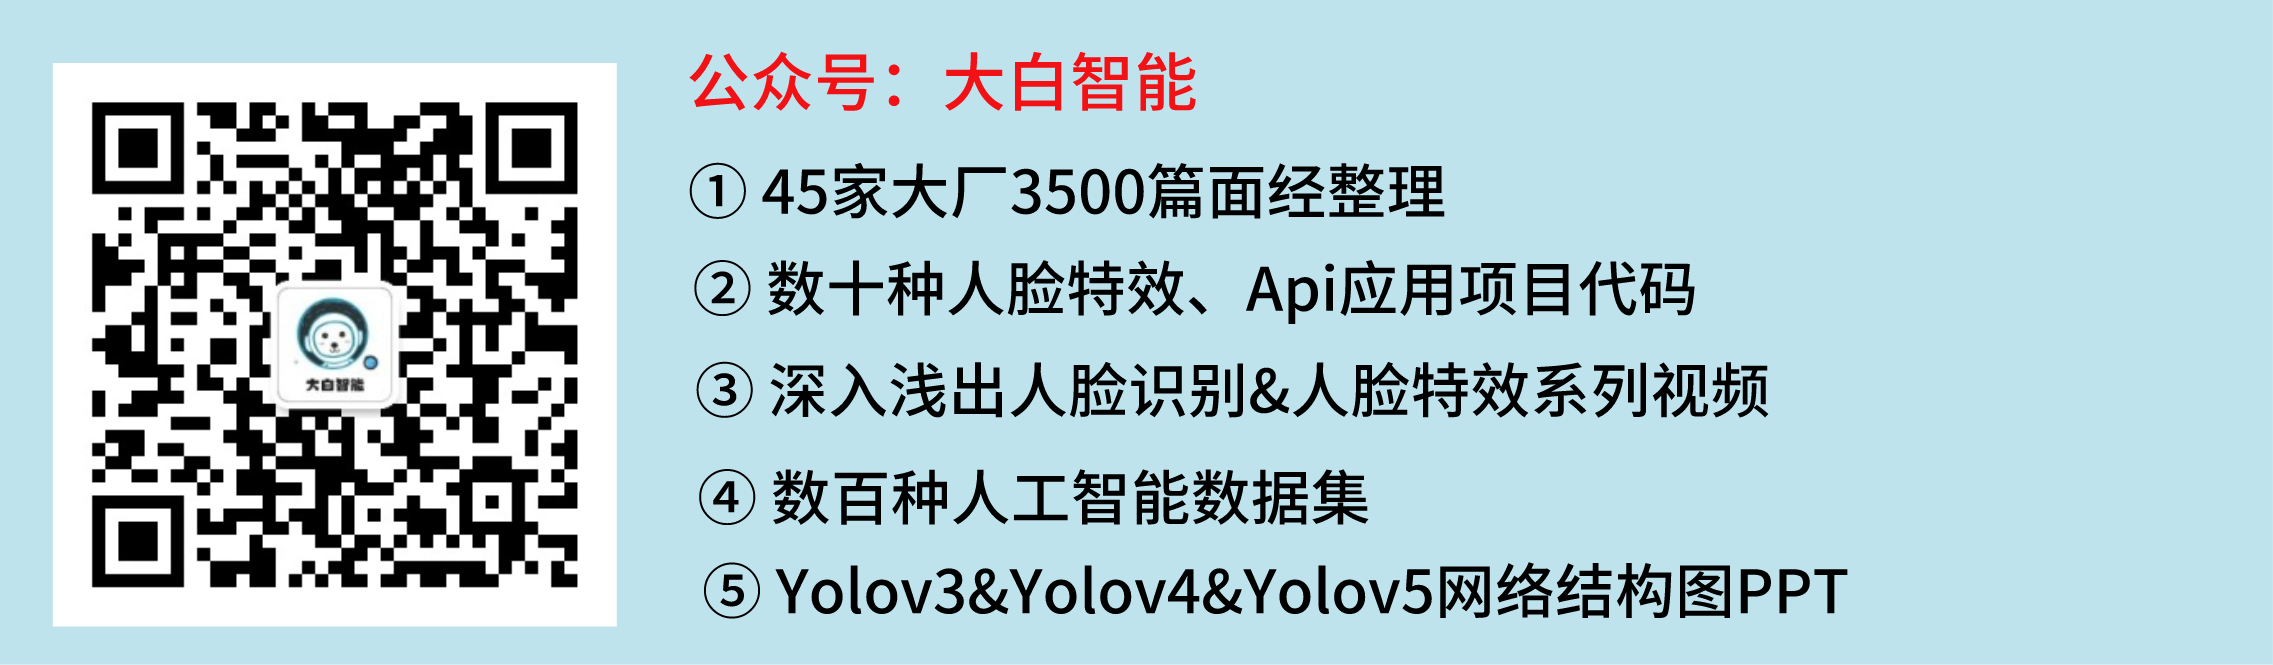 公众号：大白智能
① 45家大厂3500篇面经整理
② 数十种人脸特效、Api应用项目代码
大白智能
③ 深入浅出人脸识别&人脸特效系列视频
④ 数百种人工智能数据集
⑤ Yolov3&Yolov4&Yolov5网络结构图PPT